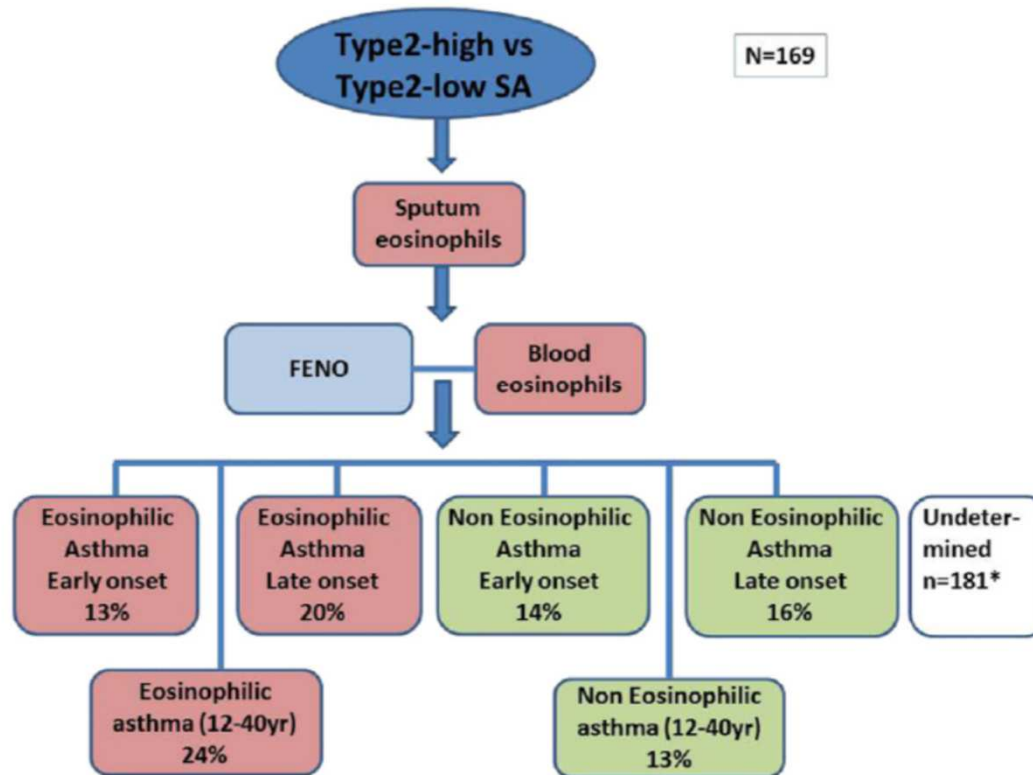 Type2-high vs
Type2-low SA
N=169
Sputum
eosinophils
FENO
Blood
eosinophils
Eosinophilic
Asthma
Early onset
13%
Eosinophilic
Asthma
Late onset
20%
Non Eosinophilic
Asthma
Early onset
14%
Non Eosinophilic
Asthma
Late onset
16%
Undeter-
mined
n=181*
Eosinophilic
asthma (12-40yr)
24%
Non Eosinophilic
asthma (12-40yr)
13%